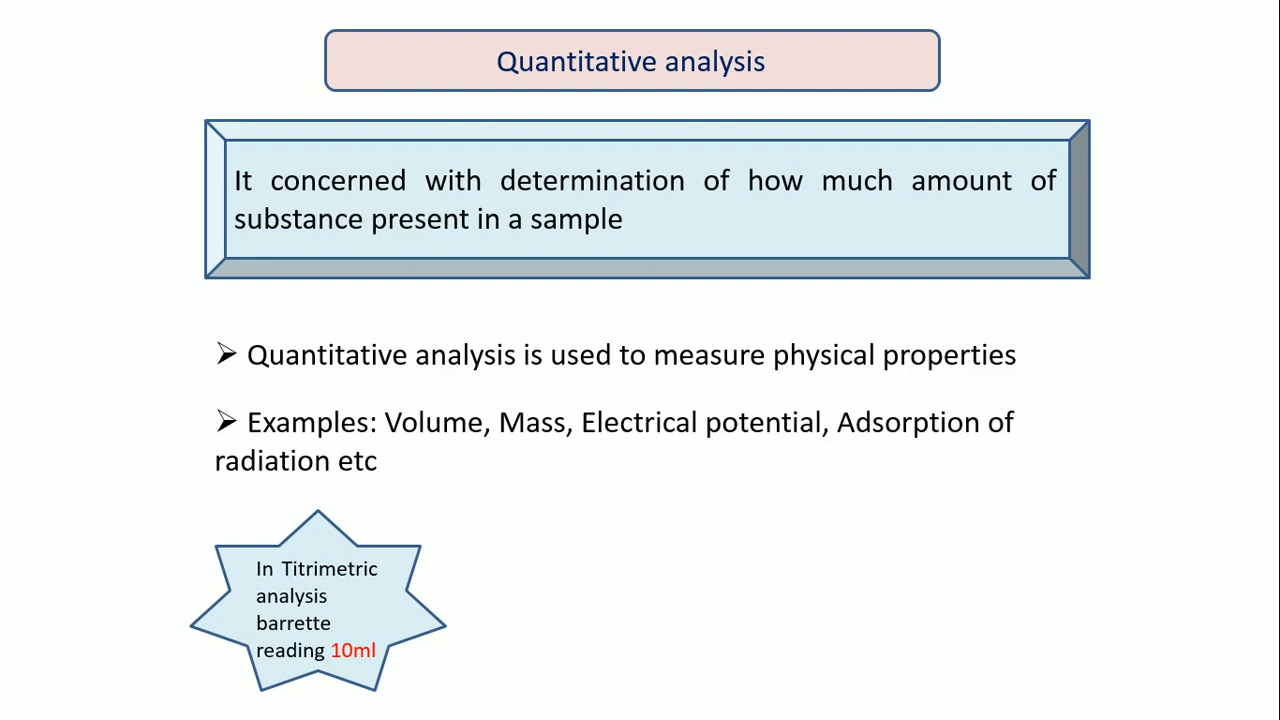 Quantitative analysis
It concerned with determination of how much amount of
substance present in a sample
➢ Quantitative analysis is used to measure physical properties
➢ Examples: Volume, Mass, Electrical potential, Adsorption of
radiation etc
In Titrimetric
analysis
barrette
reading 10ml